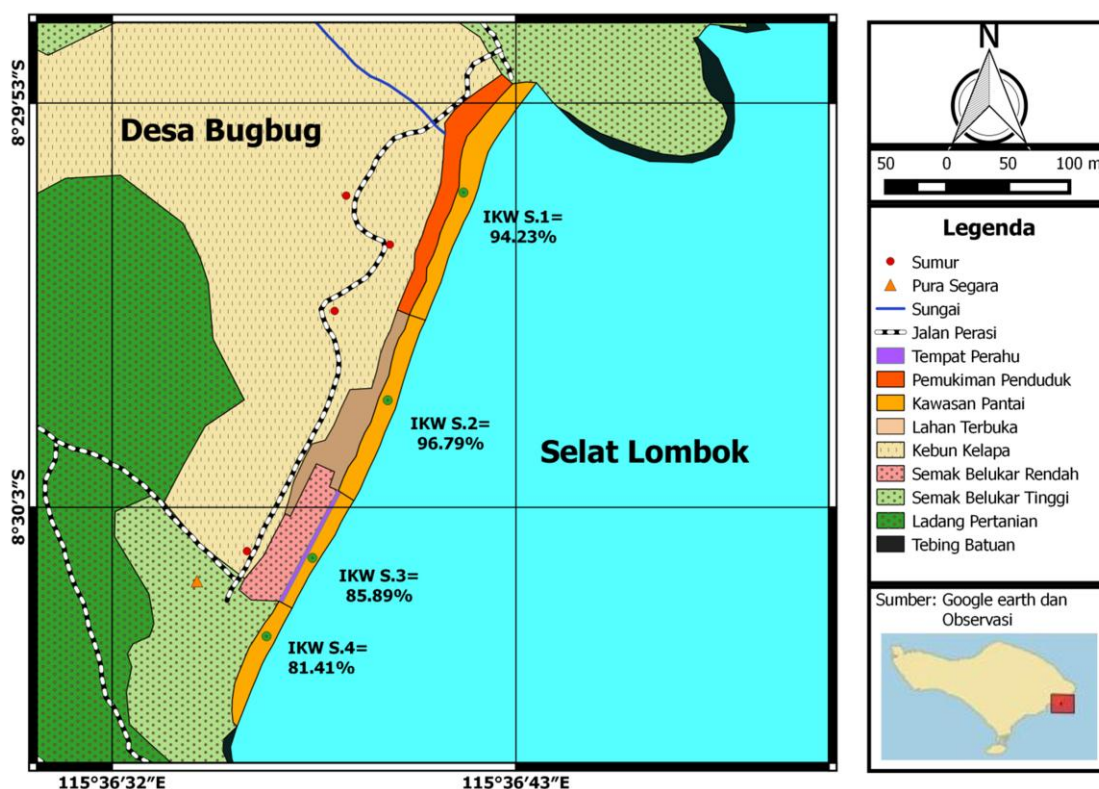 8°29'53"S
8°30'3"S
115°36'32"E
115°36'43"E
Desa Bugbug
Selat Lombok
IKW S.1=
94.23%
IKW S.2=
96.79%
IKW S.3=
85.89%
IKW S.4=
81.41%
N
50 0 50 100 m
Legenda
Sumur
Pura Segara
Sungai
Jalan Perasi
Tempat Perahu
Pemukiman Penduduk
Kawasan Pantai
Lahan Terbuka
Kebun Kelapa
Semak Belukar Rendah
Semak Belukar Tinggi
Ladang Pertanian
Tebing Batuan
Sumber: Google earth dan
Observasi